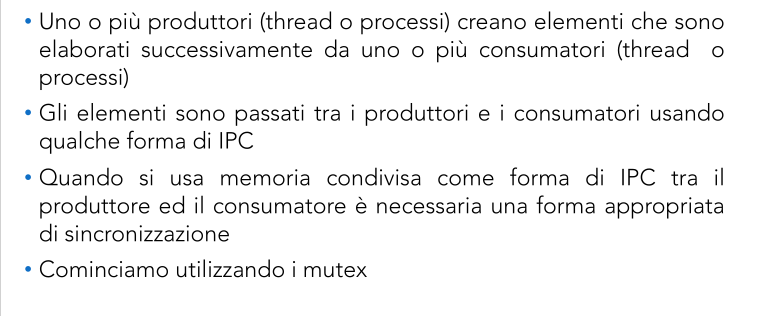 • Uno o più produttori (thread o processi) creano elementi che sono
elaborati successivamente da uno o più consumatori (thread o
processi)
• Gli elementi sono passati tra i produttori e i consumatori usando
qualche forma di IPC
• Quando si usa memoria condivisa come forma di IPC tra il
produttore ed il consumatore è necessaria una forma appropriata
di sincronizzazione
• Cominciamo utilizzando i mutex